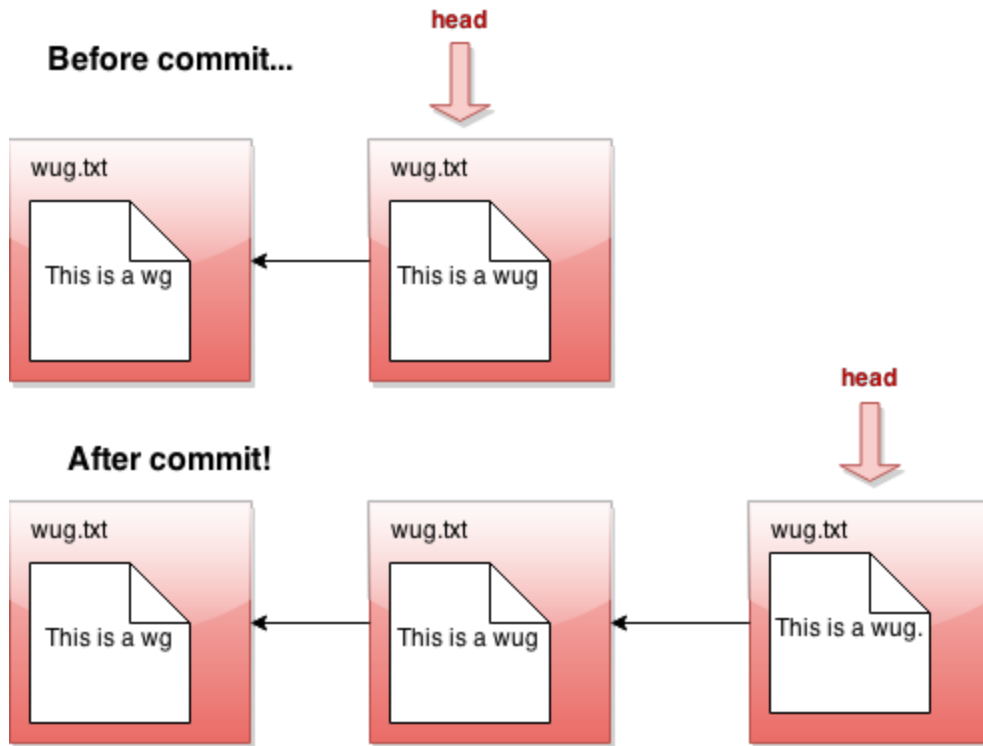 head
Before commit...
wug.txt
wug.txt
This is a wg
This is a wug
head
After commit!
wug.txt
wug.txt
wug.txt
This is a wg
This is a wug
This is a wug.